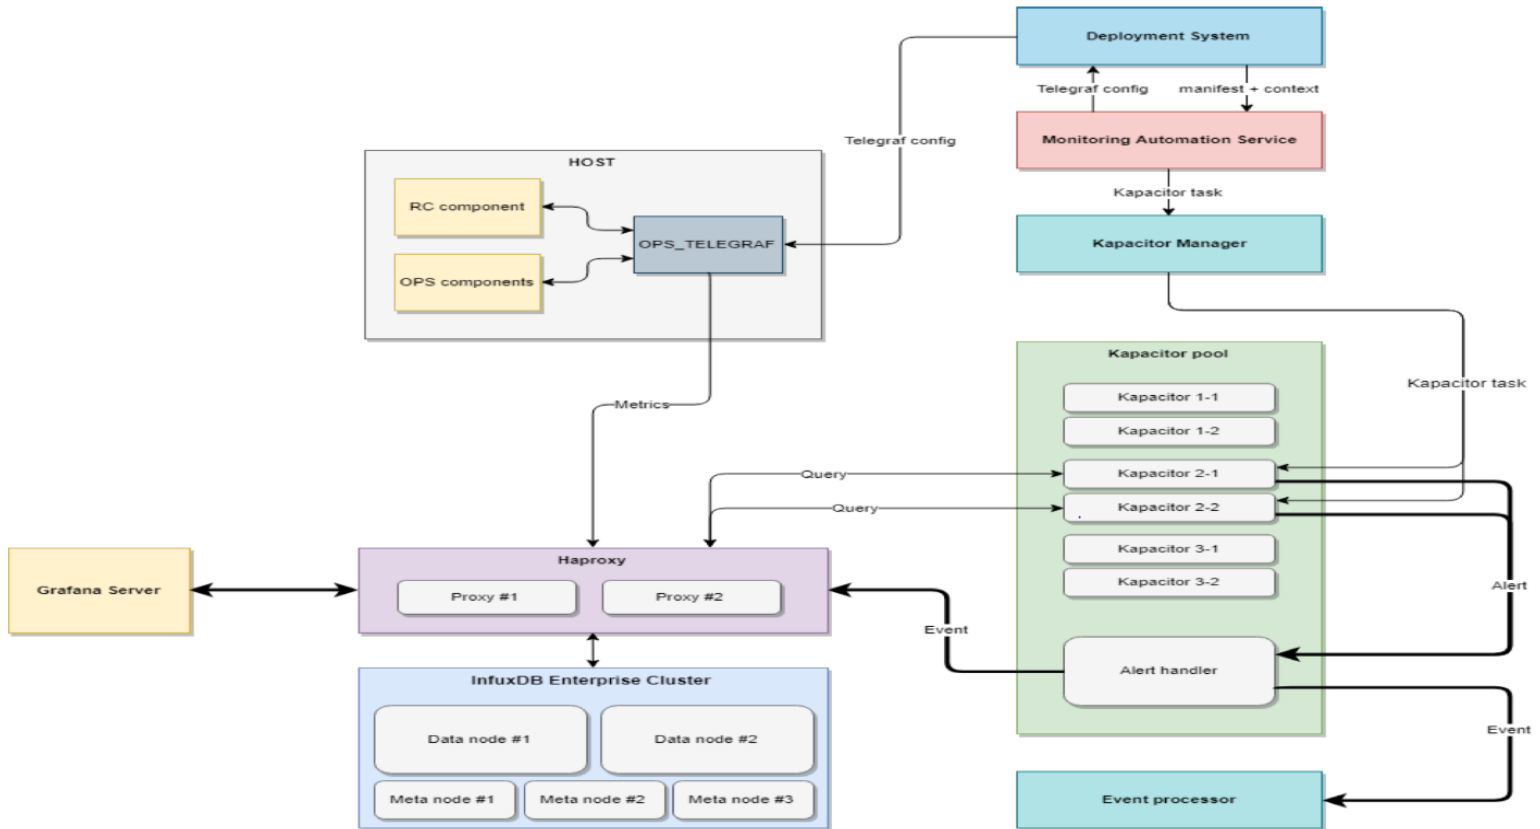 Deployment System
Telegraf config
manifest + context
Monitoring Automation Service
Kapacitor task
Kapacitor Manager
Telegraf config
HOST
RC component
OPS_TELEGRAF
OPS components
Metrics
Kapacitor pool
Kapacitor 1-1
Kapacitor 1-2
Kapacitor 2-1
Kapacitor 2-2
Kapacitor 3-1
Kapacitor 3-2
Alert handler
Kapacitor task
Query
Query
Alert
Event
Event
Grafana Server
Haproxy
Proxy #1
Proxy #2
InfuxDB Enterprise Cluster
Data node #1
Data node #2
Meta node #1
Meta node #2
Meta node #3
Event processor